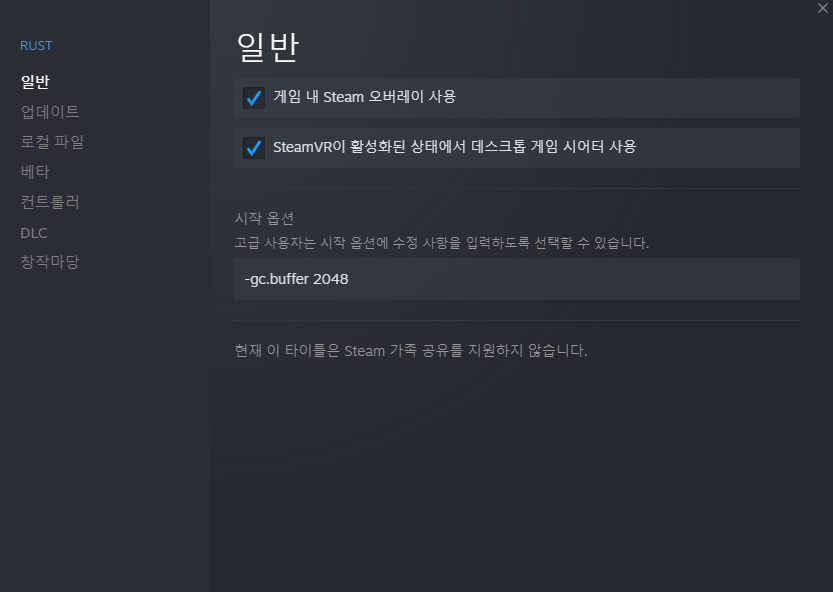 RUST
일반
업데이트
로컬 파일
베타
컨트롤러
DLC
창작마당
일반
게임 내 Steam 오버레이 사용
SteamVR이 활성화된 상태에서 데스크톱 게임 시어터 사용
시작 옵션
고급 사용자는 시작 옵션에 수정 사항을 입력하도록 선택할 수 있습니다.
-gc.buffer 2048
현재 이 타이틀은 Steam 가족 공유를 지원하지 않습니다.